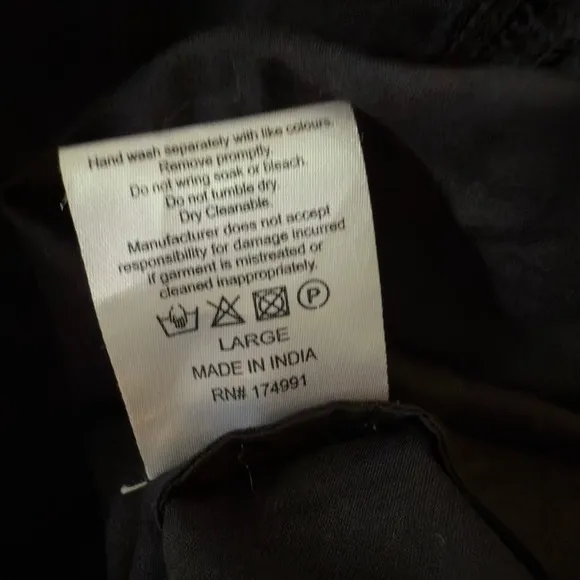 Hand wash separately with like colours.
Remove promptly.
Do not wring soak or bleach.
Do not tumble dry.
Dry Cleanable.
Manufacturer does not accept
responsibility for damage incurred
if garment is mistreated or
cleaned inappropriately.
P
LARGE
MADE IN INDIA
RN# 174991